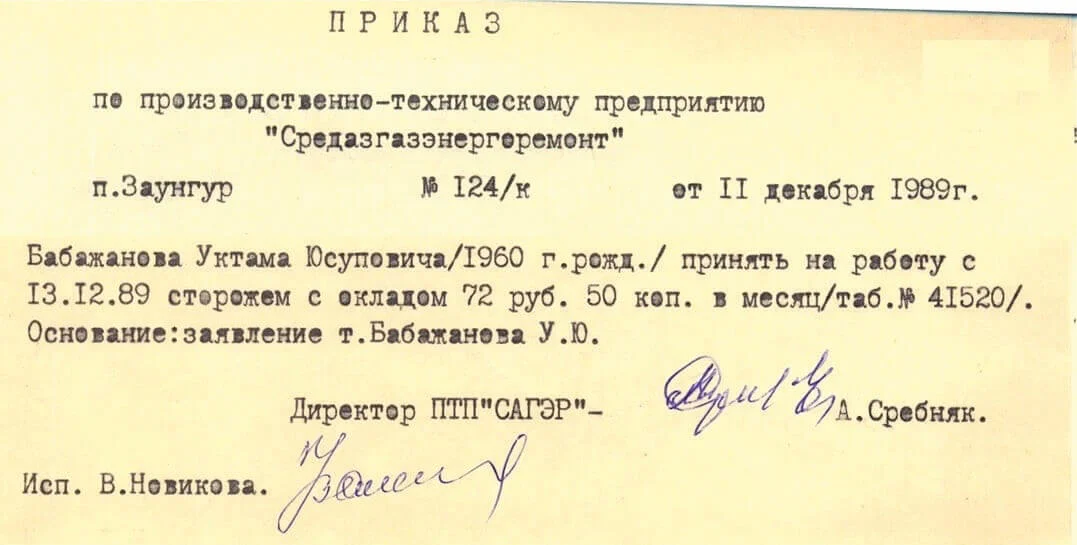 ПРИКАЗ
по производственно-техническому предприятию
"Средазгазэнергоремонт"
п.Заунгур № I24/к от II декабря I989г.
Бабажанова Уктама Юсуповича/I960 г.рожд./ принять на работу с
I3.I2.89 сторожем с окладом 72 руб. 50 коп. в месяц/таб.№ 4I520/.
Основание:заявление т.Бабажанова У.Ю.
Директор ПТП"САГЭР"- А.Сребняк.
Исп. В.Новикова.